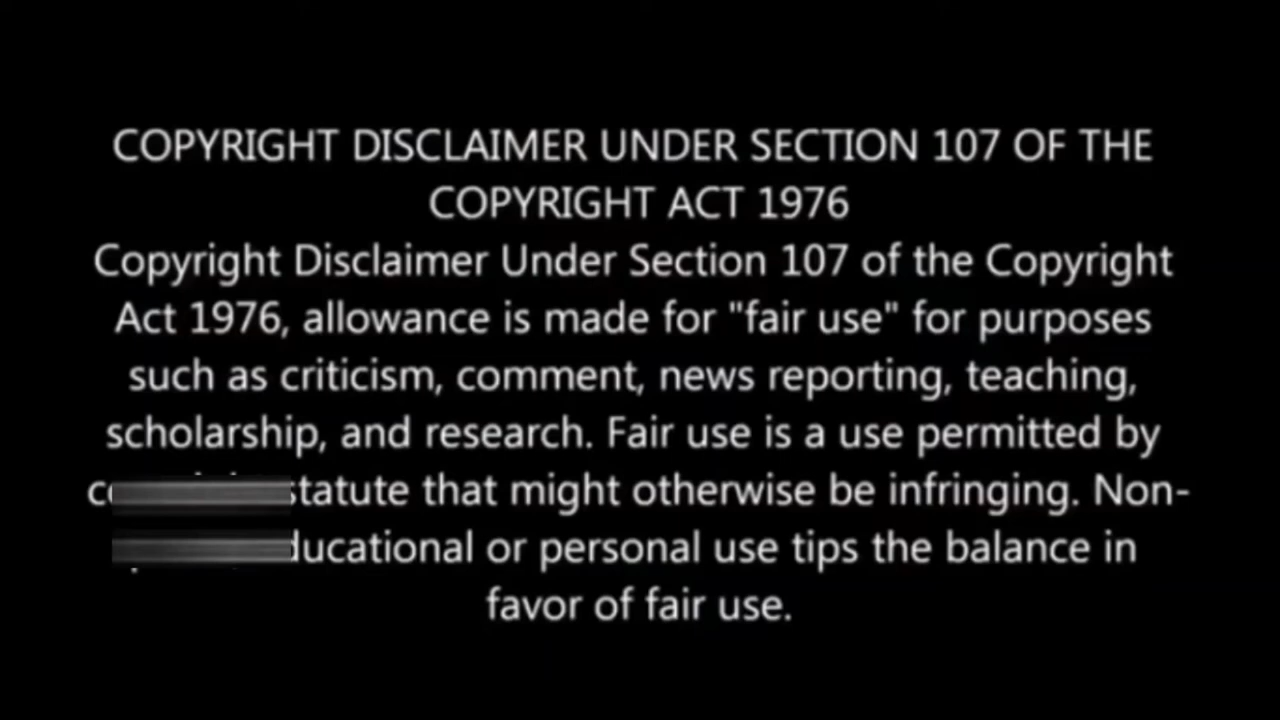 COPYRIGHT DISCLAIMER UNDER SECTION 107 OF THE
COPYRIGHT ACT 1976
Copyright Disclaimer Under Section 107 of the Copyright
Act 1976, allowance is made for "fair use" for purposes
such as criticism, comment, news reporting, teaching,
scholarship, and research. Fair use is a use permitted by
statute that might otherwise be infringing. Non-
or personal use tips the balance in
favor of fair use.